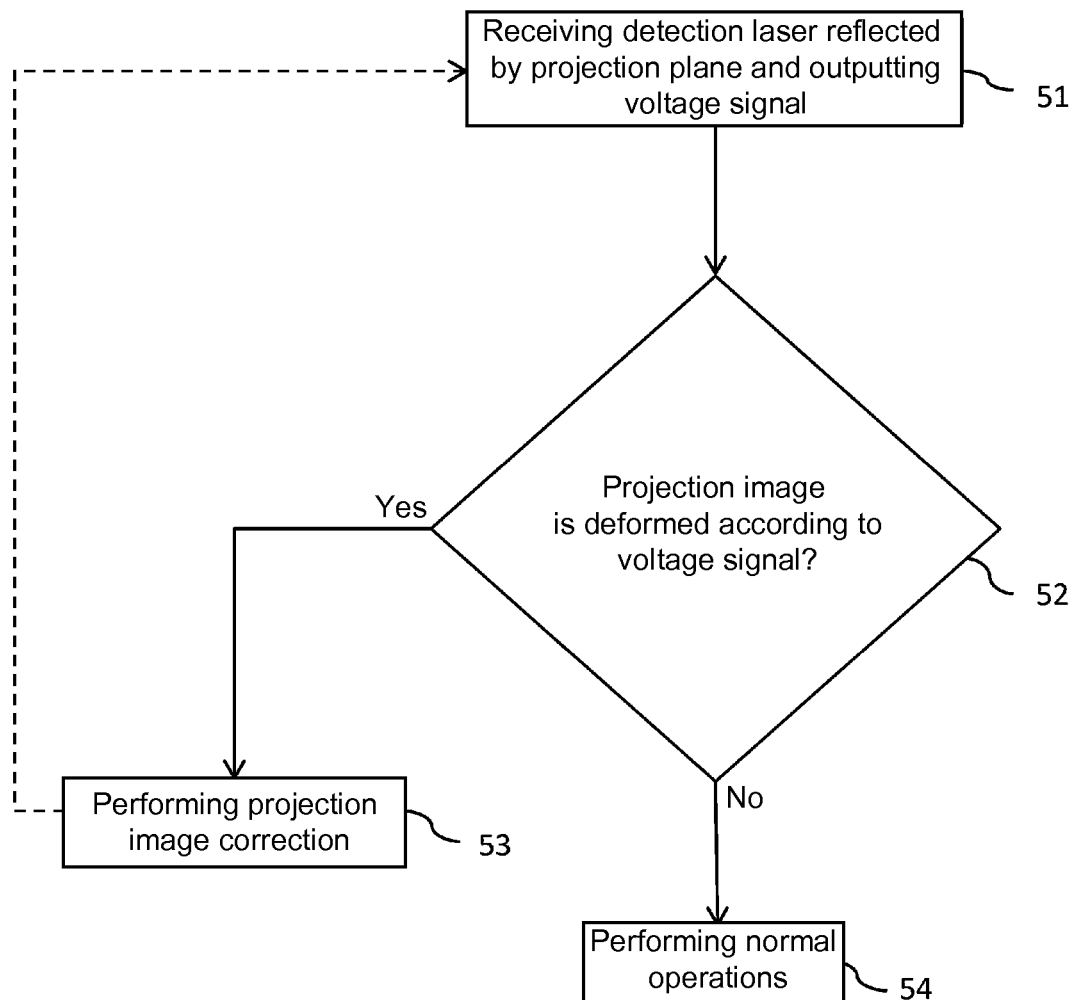 Receiving detection laser reflected
by projection plane and outputting
voltage signal
51
Projection image
is deformed according to
voltage signal?
52
Yes
No
Performing projection
image correction
53
Performing normal
operations
54